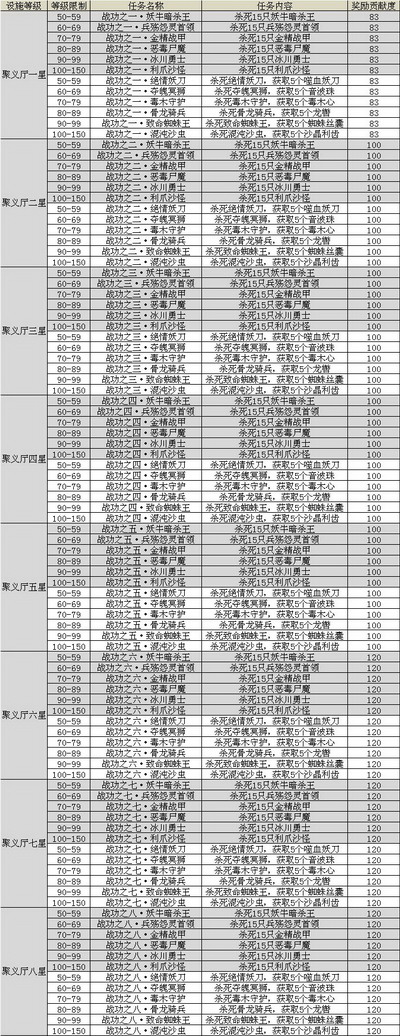 设施等级 等级限制 任务名称 任务内容 奖励贡献度
聚义厅一星 50-59 战功之一·妖牛暗杀王 杀死15只妖牛暗杀王 83
60-69 战功之一·兵殇怨灵首领 杀死15只兵殇怨灵首领 83
70-79 战功之一·金精战甲 杀死15只金精战甲 83
80-89 战功之一·恶毒尸魔 杀死15只恶毒尸魔 83
90-99 战功之一·冰川勇士 杀死15只冰川勇士 83
100-150 战功之一·利爪沙怪 杀死15只利爪沙怪 83
50-59 战功之一·绝情妖刀 杀死绝情妖刀，获取5个噬血妖刀 83
60-69 战功之一·夺魄冥狮 杀死夺魄冥狮，获取5个音波珠 83
70-79 战功之一·毒木守护 杀死毒木守护，获取5个毒木心 83
80-89 战功之一·骨龙骑兵 杀死骨龙骑兵，获取5个 83
90-99 战功之一·致命蜘蛛王 杀死致命蜘蛛王，获取5个蜘蛛丝囊 83
100-150 战功之一·混沌沙虫 杀死混沌沙虫，获取5个沙晶利齿 83
聚义厅二星 50-59 战功之二·妖牛暗杀王 杀死15只妖牛暗杀王 100
60-69 战功之二·兵殇怨灵首领 杀死15只兵殇怨灵首领 100
70-79 战功之二·金精战甲 杀死15只金精战甲 100
80-89 战功之二·恶毒尸魔 杀死15只恶毒尸魔 100
90-99 战功之二·冰川勇士 杀死15只冰川勇士 100
100-150 战功之二·利爪沙怪 杀死15只利爪沙怪 100
50-59 战功之二·绝情妖刀 杀死绝情妖刀，获取5个噬血妖刀 100
60-69 战功之二·夺魄冥狮 杀死夺魄冥狮，获取5个音波珠 100
70-79 战功之二·毒木守护 杀死毒木守护，获取5个毒木心 100
80-89 战功之二·骨龙骑兵 杀死骨龙骑兵，获取5个 100
90-99 战功之二·致命蜘蛛王 杀死致命蜘蛛王，获取5个蜘蛛丝囊 100
100-150 战功之二·混沌沙虫 杀死混沌沙虫，获取5个沙晶利齿 100
聚义厅三星 50-59 战功之三·妖牛暗杀王 杀死15只妖牛暗杀王 100
60-69 战功之三·兵殇怨灵首领 杀死15只兵殇怨灵首领 100
70-79 战功之三·金精战甲 杀死15只金精战甲 100
80-89 战功之三·恶毒尸魔 杀死15只恶毒尸魔 100
90-99 战功之三·冰川勇士 杀死15只冰川勇士 100
100-150 战功之三·利爪沙怪 杀死15只利爪沙怪 100
50-59 战功之三·绝情妖刀 杀死绝情妖刀，获取5个噬血妖刀 100
60-69 战功之三·夺魄冥狮 杀死夺魄冥狮，获取5个音波珠 100
70-79 战功之三·毒木守护 杀死毒木守护，获取5个毒木心 100
80-89 战功之三·骨龙骑兵 杀死骨龙骑兵，获取5个 100
90-99 战功之三·致命蜘蛛王 杀死致命蜘蛛王，获取5个蜘蛛丝囊 100
100-150 战功之三·混沌沙虫 杀死混沌沙虫，获取5个沙晶利齿 100
聚义厅四星 50-59 战功之四·妖牛暗杀王 杀死15只妖牛暗杀王 100
60-69 战功之四·兵殇怨灵首领 杀死15只兵殇怨灵首领 100
70-79 战功之四·金精战甲 杀死15只金精战甲 100
80-89 战功之四·恶毒尸魔 杀死15只恶毒尸魔 100
90-99 战功之四·冰川勇士 杀死15只冰川勇士 100
100-150 战功之四·利爪沙怪 杀死15只利爪沙怪 100
50-59 战功之四·绝情妖刀 杀死绝情妖刀，获取5个噬血妖刀 100
60-69 战功之四·夺魄冥狮 杀死夺魄冥狮，获取5个音波珠 100
70-79 战功之四·毒木守护 杀死毒木守护，获取5个毒木心 100
80-89 战功之四·骨龙骑兵 杀死骨龙骑兵，获取5个 100
90-99 战功之四·致命蜘蛛王 杀死致命蜘蛛王，获取5个蜘蛛丝囊 100
100-150 战功之四·混沌沙虫 杀死混沌沙虫，获取5个沙晶利齿 100
聚义厅五星 50-59 战功之五·妖牛暗杀王 杀死15只妖牛暗杀王 100
60-69 战功之五·兵殇怨灵首领 杀死15只兵殇怨灵首领 100
70-79 战功之五·金精战甲 杀死15只金精战甲 100
80-89 战功之五·恶毒尸魔 杀死15只恶毒尸魔 100
90-99 战功之五·冰川勇士 杀死15只冰川勇士 100
100-150 战功之五·利爪沙怪 杀死15只利爪沙怪 100
50-59 战功之五·绝情妖刀 杀死绝情妖刀，获取5个噬血妖刀 100
60-69 战功之五·夺魄冥狮 杀死夺魄冥狮，获取5个音波珠 100
70-79 战功之五·毒木守护 杀死毒木守护，获取5个毒木心 100
80-89 战功之五·骨龙骑兵 杀死骨龙骑兵，获取5个 100
90-99 战功之五·致命蜘蛛王 杀死致命蜘蛛王，获取5个蜘蛛丝囊 100
100-150 战功之五·混沌沙虫 杀死混沌沙虫，获取5个沙晶利齿 100
聚义厅六星 50-59 战功之六·妖牛暗杀王 杀死15只妖牛暗杀王 120
60-69 战功之六·兵殇怨灵首领 杀死15只兵殇怨灵首领 120
70-79 战功之六·金精战甲 杀死15只金精战甲 120
80-89 战功之六·恶毒尸魔 杀死15只恶毒尸魔 120
90-99 战功之六·冰川勇士 杀死15只冰川勇士 120
100-150 战功之六·利爪沙怪 杀死15只利爪沙怪 120
50-59 战功之六·绝情妖刀 杀死绝情妖刀，获取5个噬血妖刀 120
60-69 战功之六·夺魄冥狮 杀死夺魄冥狮，获取5个音波珠 120
70-79 战功之六·毒木守护 杀死毒木守护，获取5个毒木心 120
80-89 战功之六·骨龙骑兵 杀死骨龙骑兵，获取5个 120
90-99 战功之六·致命蜘蛛王 杀死致命蜘蛛王，获取5个蜘蛛丝囊 120
100-150 战功之六·混沌沙虫 杀死混沌沙虫，获取5个沙晶利齿 120
聚义厅七星 50-59 战功之七·妖牛暗杀王 杀死15只妖牛暗杀王 120
60-69 战功之七·兵殇怨灵首领 杀死15只兵殇怨灵首领 120
70-79 战功之七·金精战甲 杀死15只金精战甲 120
80-89 战功之七·恶毒尸魔 杀死15只恶毒尸魔 120
90-99 战功之七·冰川勇士 杀死15只冰川勇士 120
100-150 战功之七·利爪沙怪 杀死15只利爪沙怪 120
50-59 战功之七·绝情妖刀 杀死绝情妖刀，获取5个噬血妖刀 120
60-69 战功之七·夺魄冥狮 杀死夺魄冥狮，获取5个音波珠 120
70-79 战功之七·毒木守护 杀死毒木守护，获取5个毒木心 120
80-89 战功之七·骨龙骑兵 杀死骨龙骑兵，获取5个 120
90-99 战功之七·致命蜘蛛王 杀死致命蜘蛛王，获取5个蜘蛛丝囊 120
100-150 战功之七·混沌沙虫 杀死混沌沙虫，获取5个沙晶利齿 120
聚义厅八星 50-59 战功之八·妖牛暗杀王 杀死15只妖牛暗杀王 120
60-69 战功之八·兵殇怨灵首领 杀死15只兵殇怨灵首领 120
70-79 战功之八·金精战甲 杀死15只金精战甲 120
80-89 战功之八·恶毒尸魔 杀死15只恶毒尸魔 120
90-99 战功之八·冰川勇士 杀死15只冰川勇士 120
100-150 战功之八·利爪沙怪 杀死15只利爪沙怪 120
50-59 战功之八·绝情妖刀 杀死绝情妖刀，获取5个噬血妖刀 120
60-69 战功之八·夺魄冥狮 杀死夺魄冥狮，获取5个音波珠 120
70-79 战功之八·毒木守护 杀死毒木守护，获取5个毒木心 120
80-89 战功之八·骨龙骑兵 杀死骨龙骑兵，获取5个 120
90-99 战功之八·致命蜘蛛王 杀死致命蜘蛛王，获取5个蜘蛛丝囊 120
100-150 战功之八·混沌沙虫 杀死混沌沙虫，获取5个沙晶利齿 120